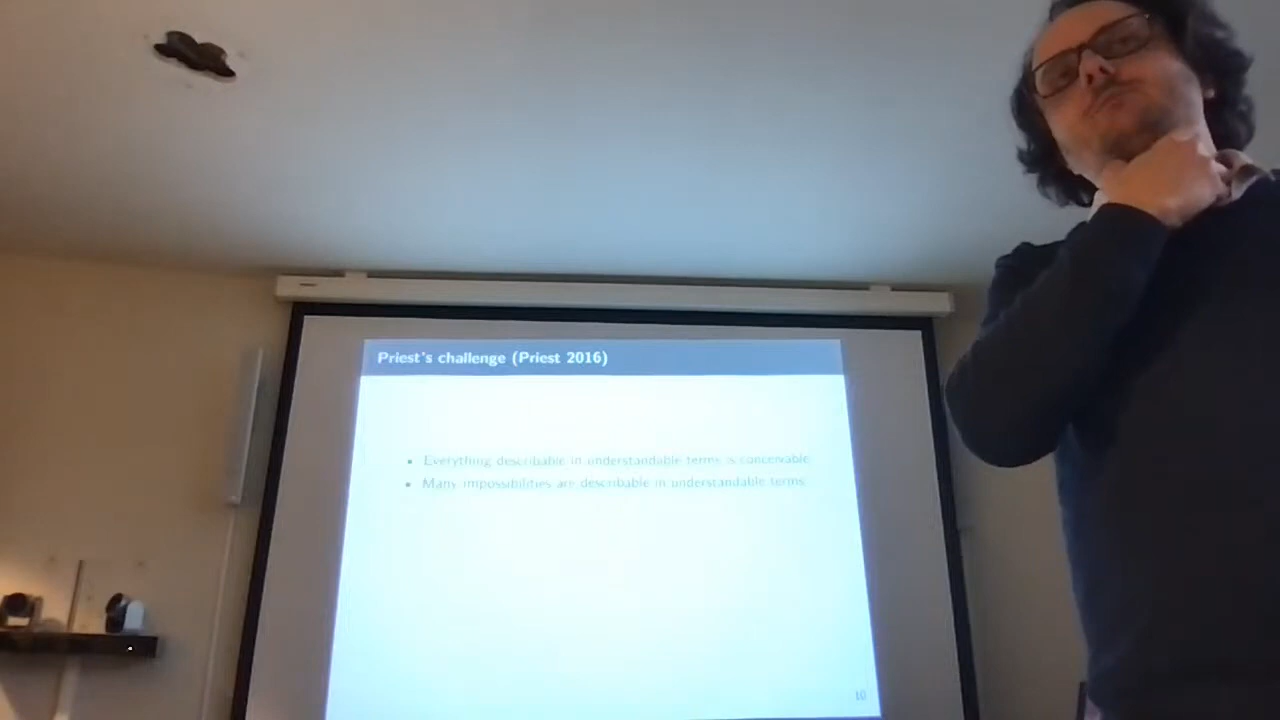 Priest's challenge (Priest 2016)
• Everything describable in understandable terms is conceivable
• Many impossibilities are describable in understandable terms
10